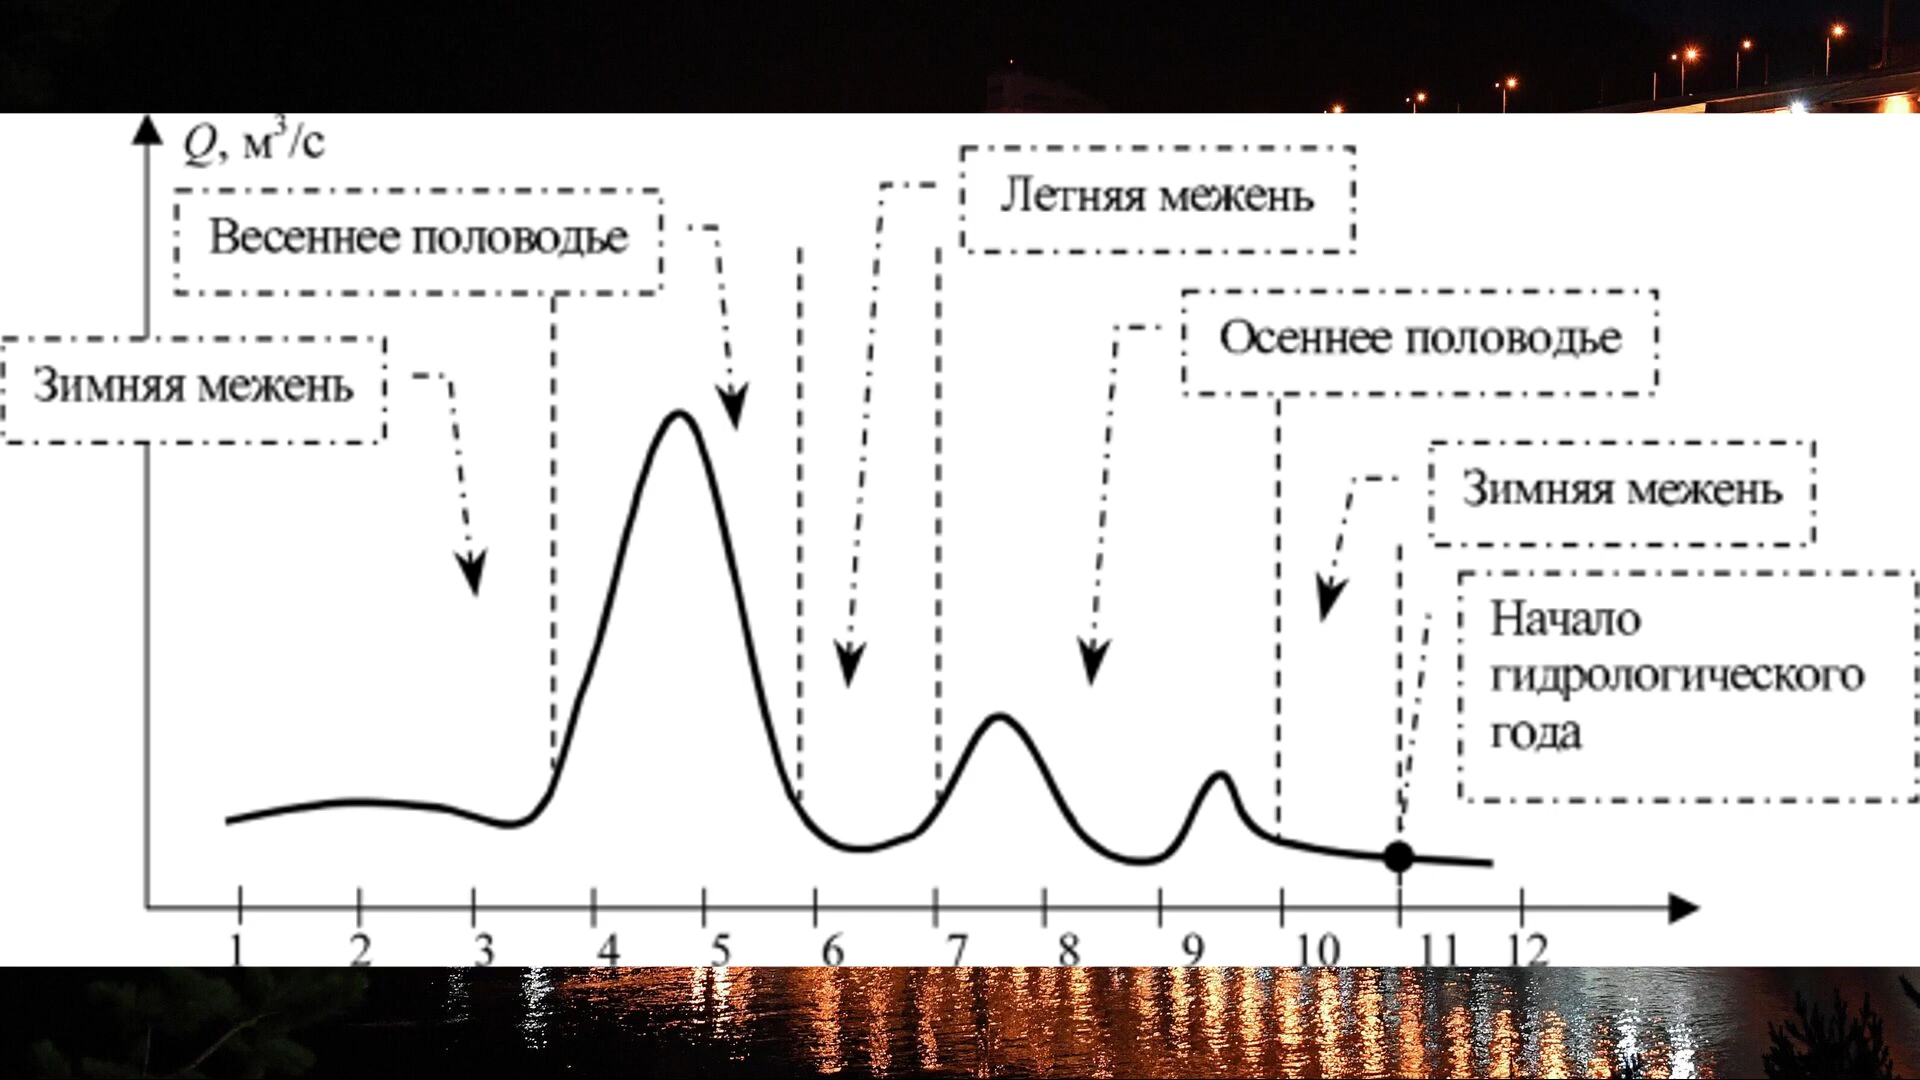 Q, м³/с
Летняя межень
Весеннее половодье
Осеннее половодье
Зимняя межень
Зимняя межень
Начало
гидрологического
года
1 2 3 4 5 6 7 8 9 10 11 12